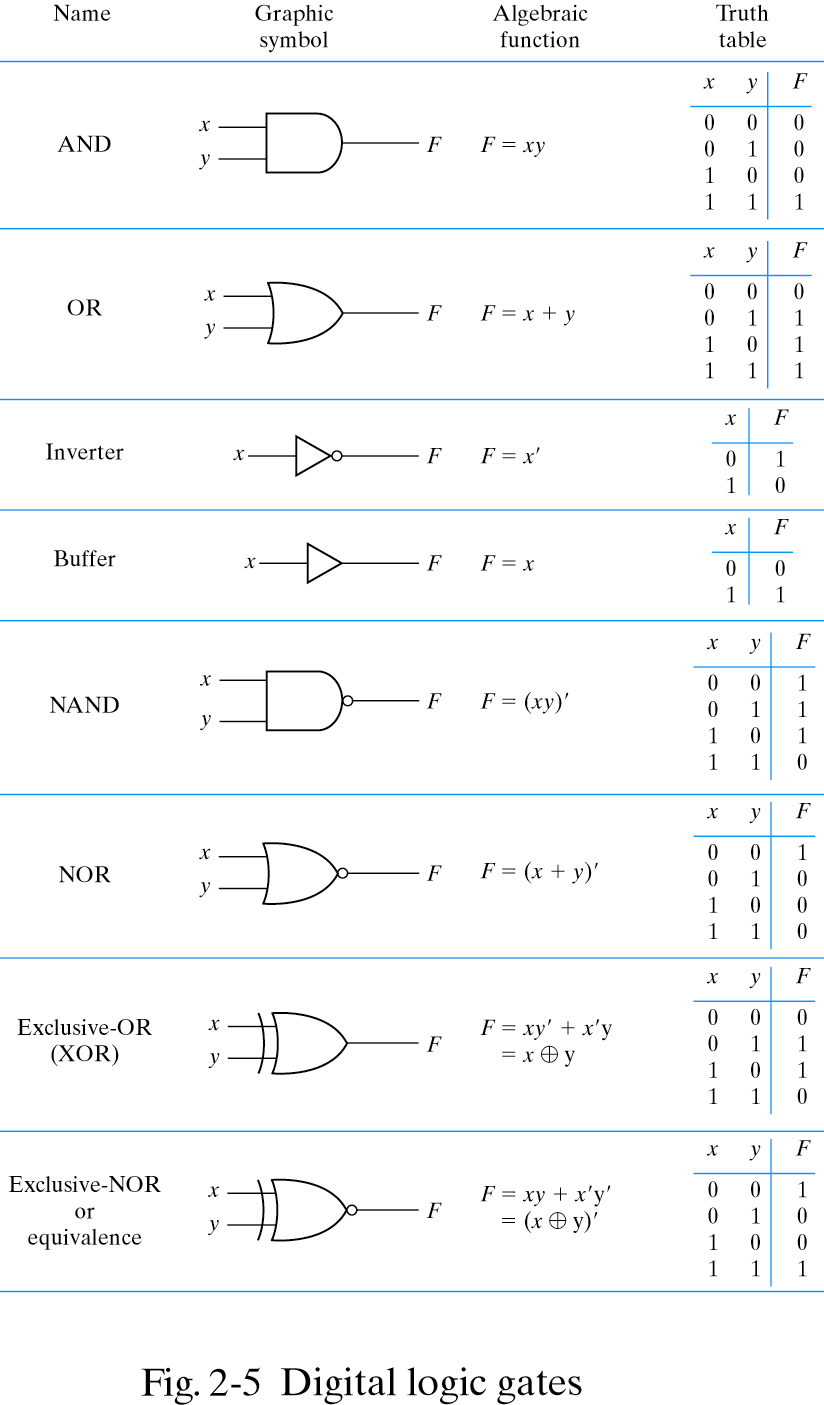 Name Graphic symbol Algebraic function Truth table
AND
x
y
F
F = xy
x y F
0 0 0
0 1 0
1 0 0
1 1 1
OR
x
y
F
F = x + y
x y F
0 0 0
0 1 1
1 0 1
1 1 1
Inverter
x
F
F = x′
x F
0 1
1 0
Buffer
x
F
F = x
x F
0 0
1 1
NAND
x
y
F
F = (xy)′
x y F
0 0 1
0 1 1
1 0 1
1 1 0
NOR
x
y
F
F = (x + y)′
x y F
0 0 1
0 1 0
1 0 0
1 1 0
Exclusive-OR
(XOR)
x
y
F
F = xy′ + x′y
= x ⊕ y
x y F
0 0 0
0 1 1
1 0 1
1 1 0
Exclusive-NOR
or
equivalence
x
y
F
F = xy + x′y′
= (x ⊕ y)′
x y F
0 0 1
0 1 0
1 0 0
1 1 1
Fig. 2-5 Digital logic gates